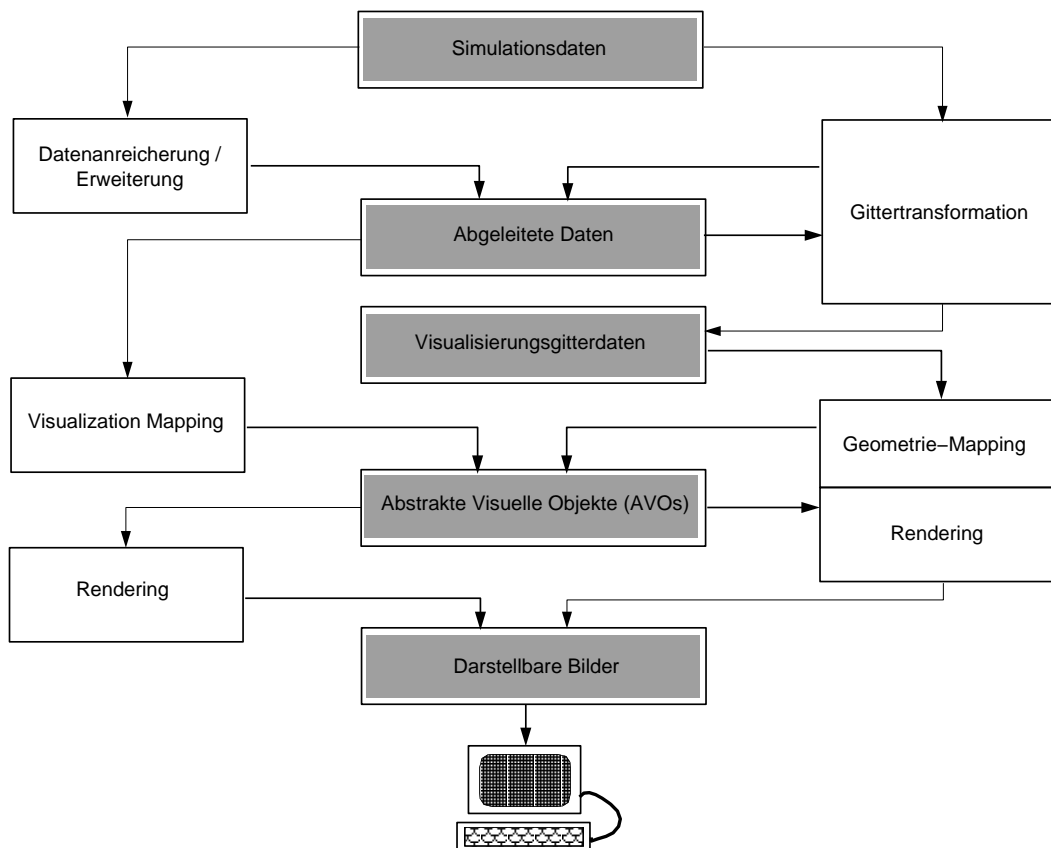 Simulationsdaten
Datenanreicherung /
Erweiterung
Gittertransformation
Abgeleitete Daten
Visualisierungsgitterdaten
Visualization Mapping
Geometrie−Mapping
Abstrakte Visuelle Objekte (AVOs)
Rendering
Rendering
Darstellbare Bilder